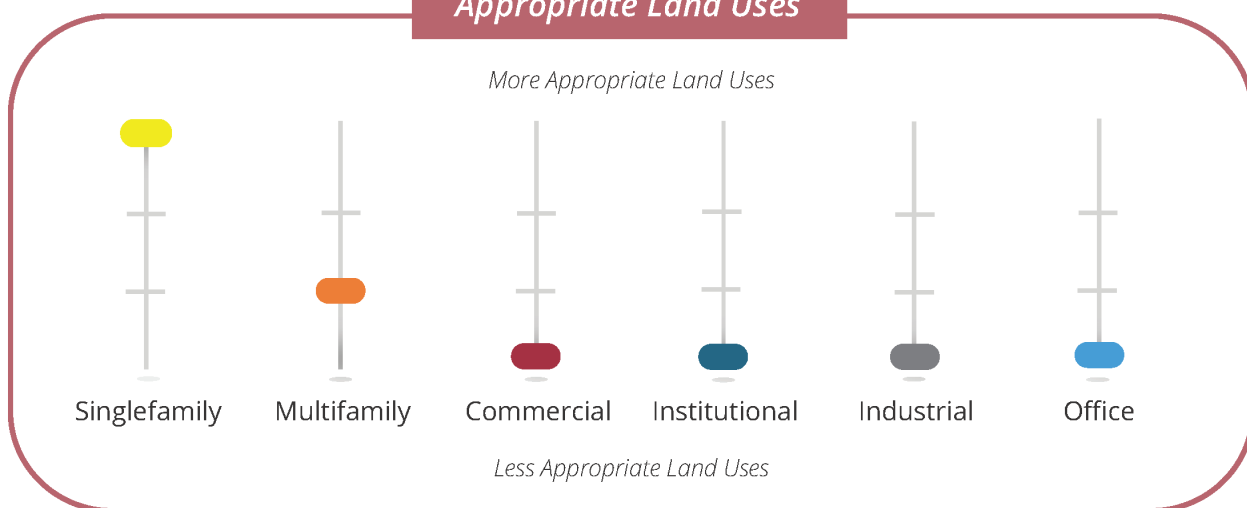 Appropriate Land Uses
More Appropriate Land Uses
Singlefamily Multifamily Commercial Institutional Industrial Office
Less Appropriate Land Uses